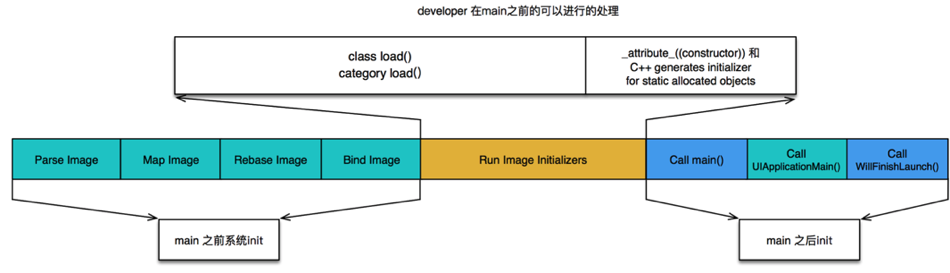 developer 在main之前的可以进行的处理
class load()
category load()
_attribute_((constructor)) 和
C++ generates initializer
for static allocated objects
Parse Image
Map Image
Rebase Image
Bind Image
Run Image Initializers
Call main()
Call
UIApplicationMain()
Call
WillFinishLaunch()
main 之前系统init
main 之后init